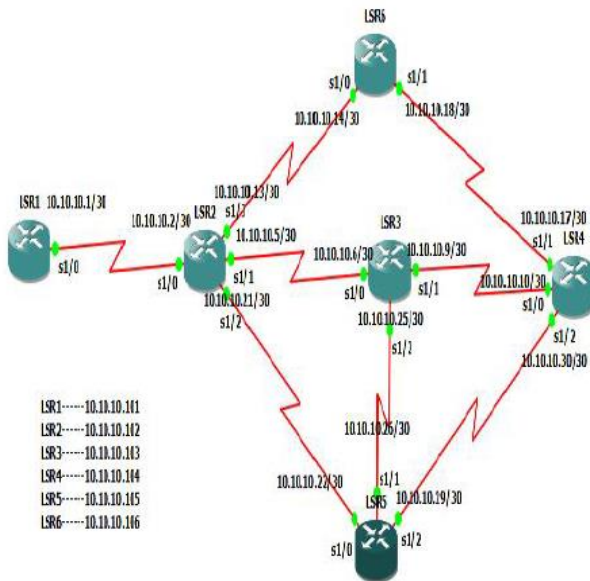 LSR6
s1/0
s1/1
10.10.10.14/30
10.10.10.18/30
LSR1
10.10.10.1/30
10.10.10.13/30
10.10.10.2/30
LSR2
10.10.10.5/30
LSR3
10.10.10.17/30
s1/1
LSR4
s1/0
s1/0
s1/1
10.10.10.6/30
10.10.10.9/30
s1/0
s1/1
10.10.10.10/30
s1/0
10.10.10.21/30
s1/2
10.10.10.25/30
s1/2
s1/2
10.10.10.30/30
LSR1------10.10.10.101
LSR2------10.10.10.102
LSR3------10.10.10.103
LSR4------10.10.10.104
LSR5------10.10.10.105
LSR6------10.10.10.106
10.10.10.26/30
10.10.10.22/30
s1/1
10.10.10.19/30
LSR5
s1/0
s1/2